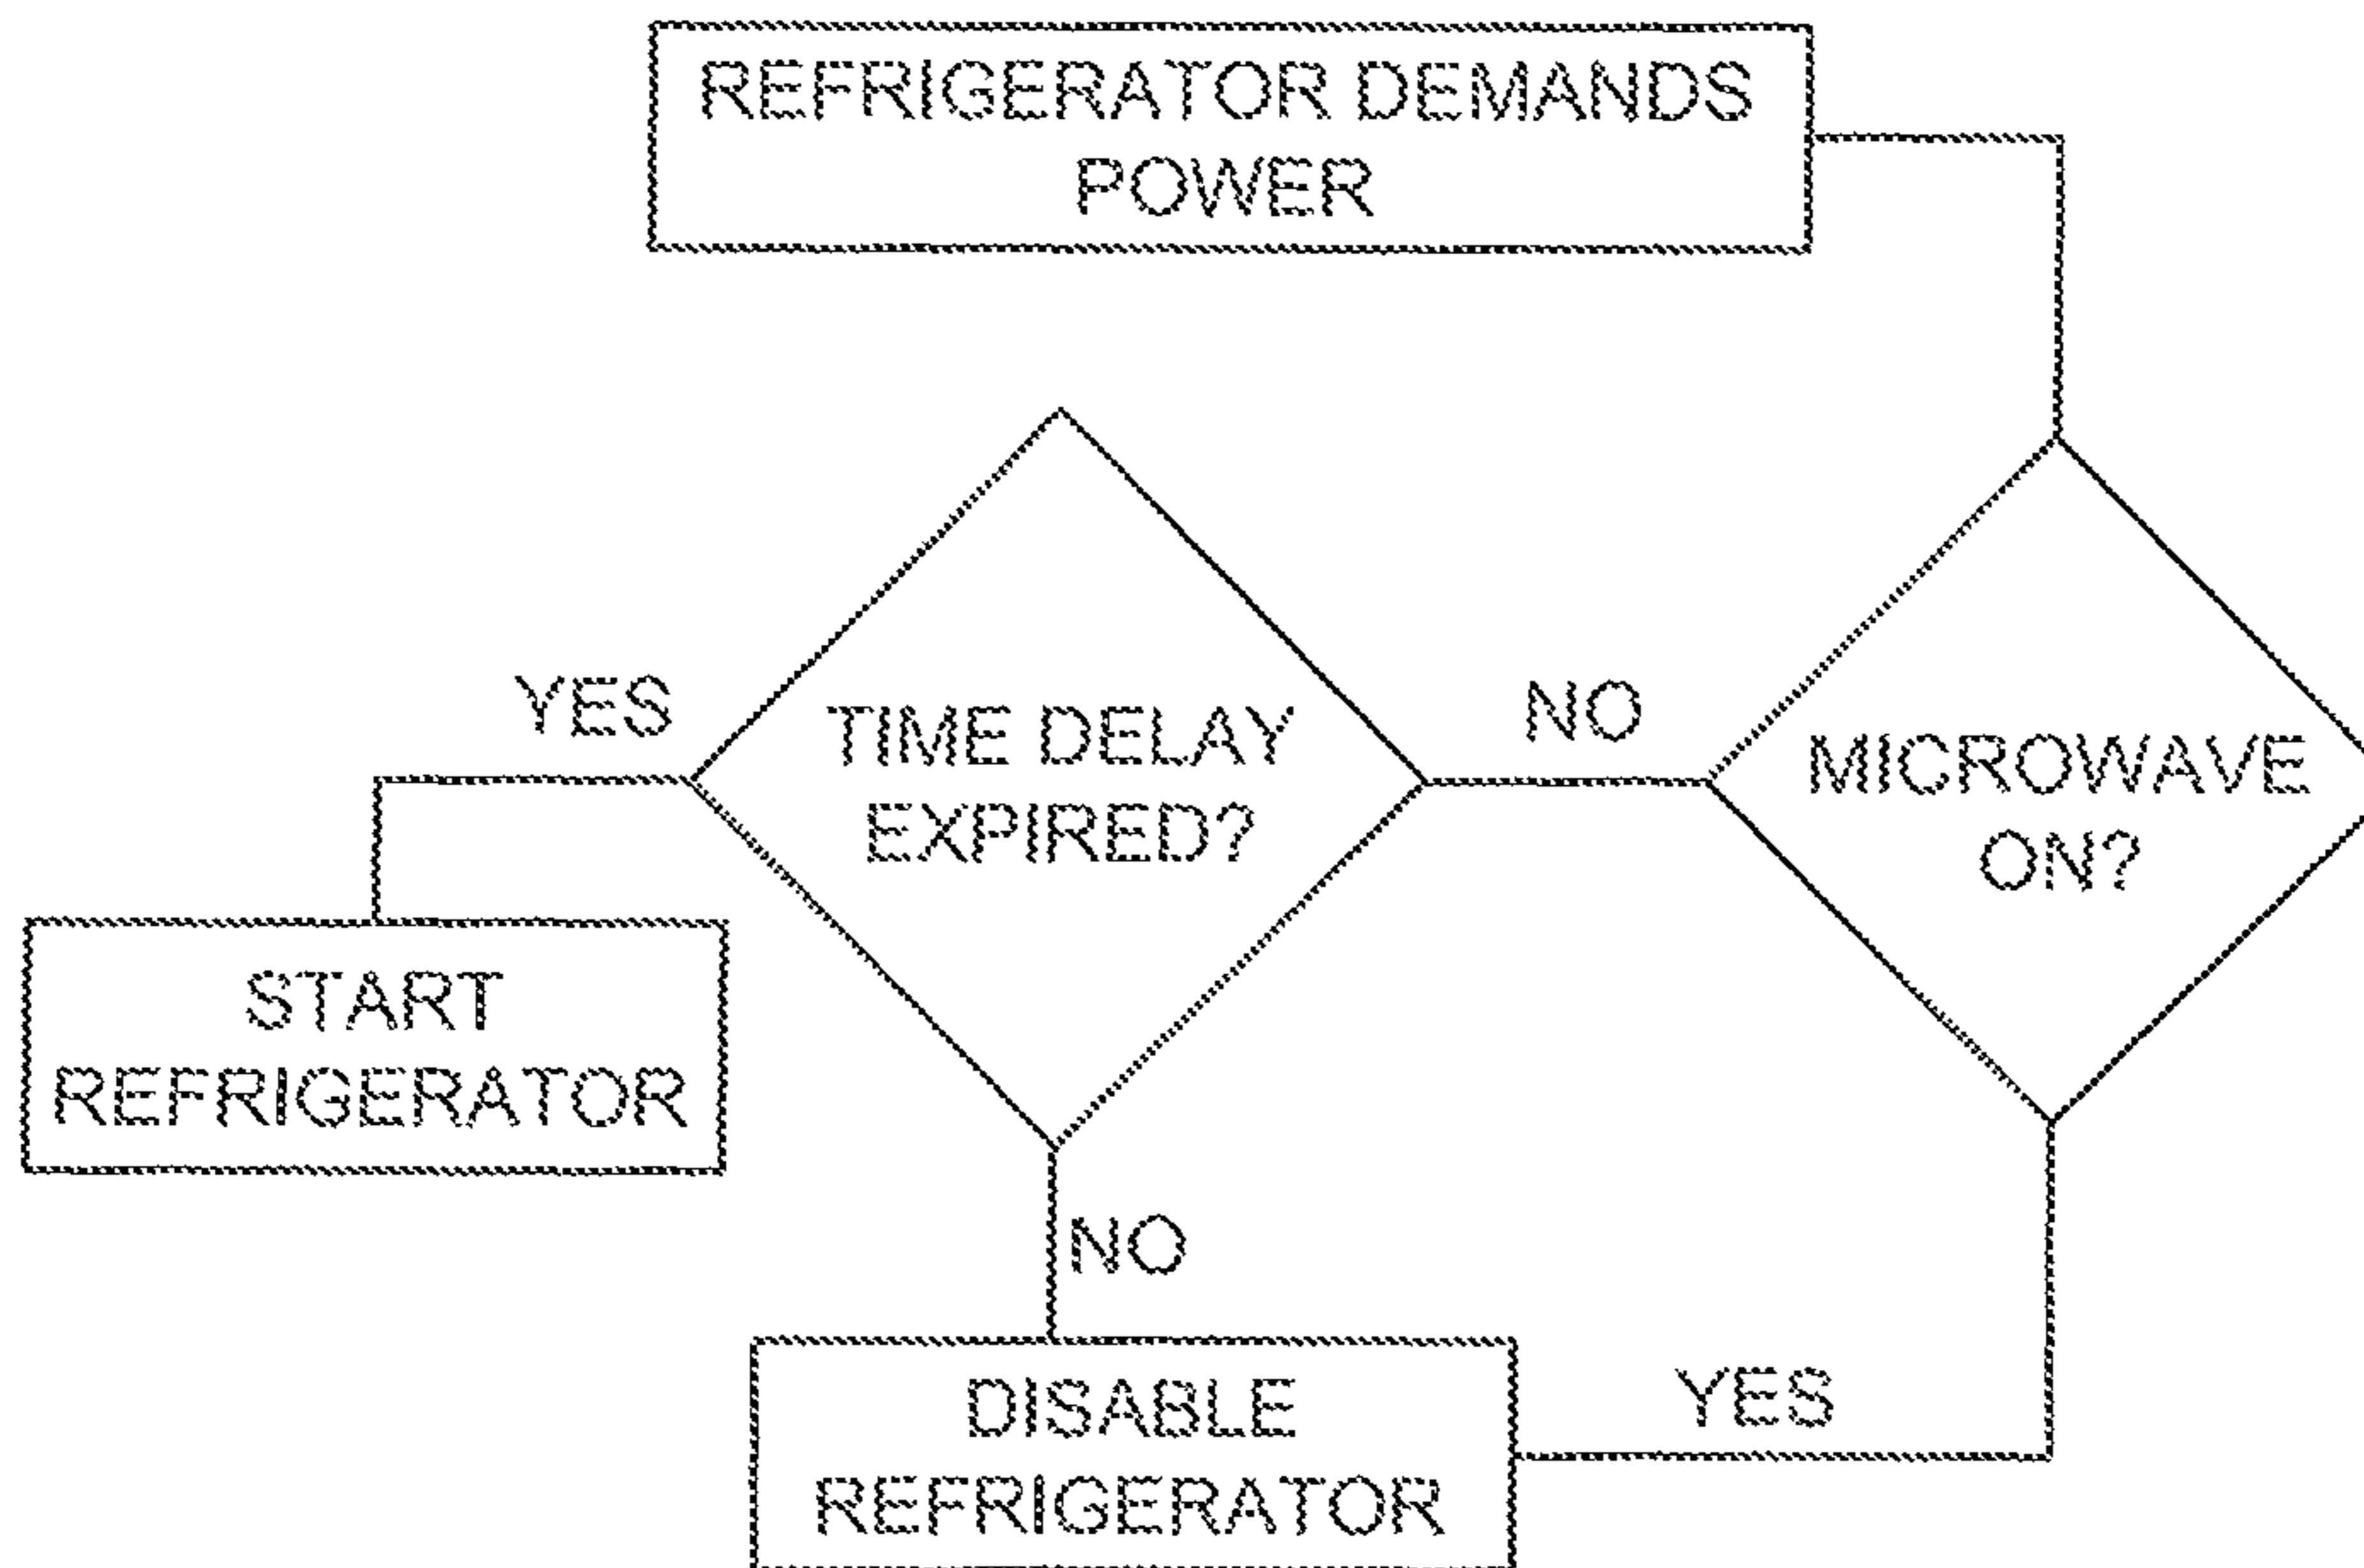 REFRIGERATOR DEMANDS
POWER
YES
TIME DELAY
EXPIRED?
NO
MICROWAVE
ON?
START
REFRIGERATOR
NO
DISABLE
REFRIGERATOR
YES